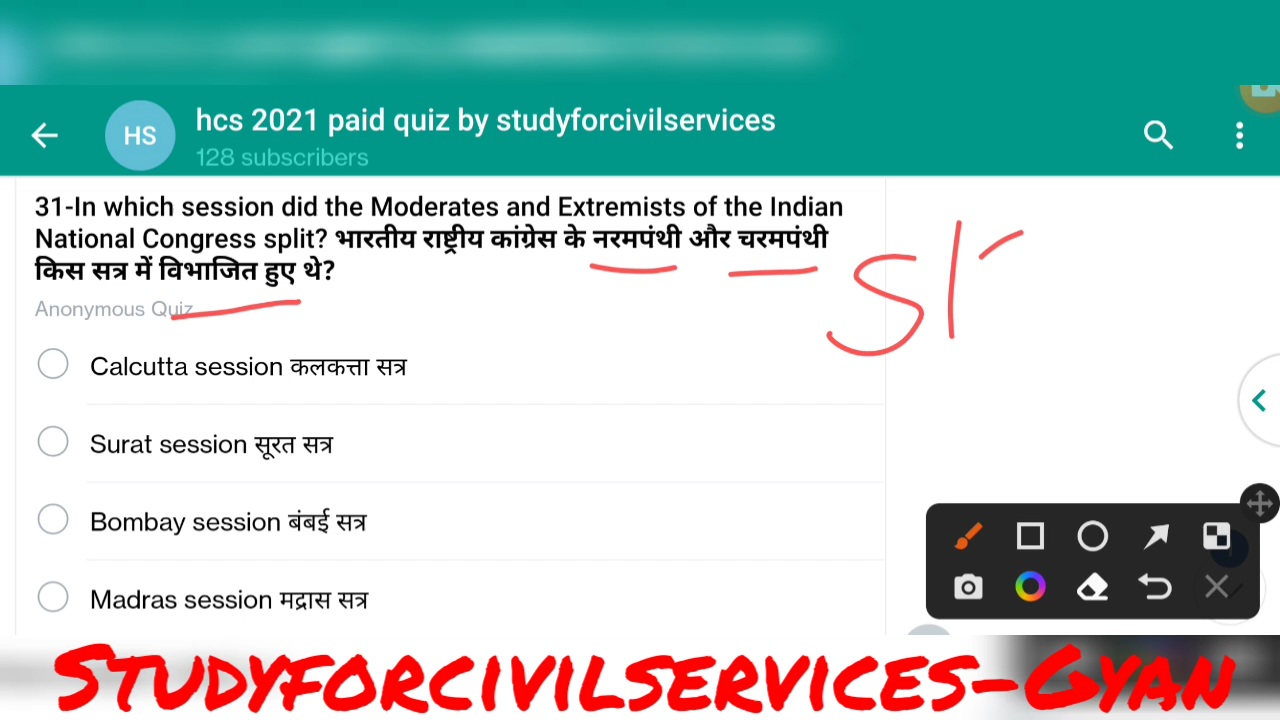 hcs 2021 paid quiz by studyforcivilservices
HS
128 subscribers
31-In which session did the Moderates and Extremists of the Indian
National Congress split? भारतीय राष्ट्रीय कांग्रेस के नरमपंथी और चरमपंथी
किस सत्र में विभाजित हुए थे?
Anonymous Quiz
Calcutta session कलकत्ता सत्र
Surat session सूरत सत्र
Bombay session बंबई सत्र
Madras session मद्रास सत्र
STUDYFORCIVILSERVICES-GYAN